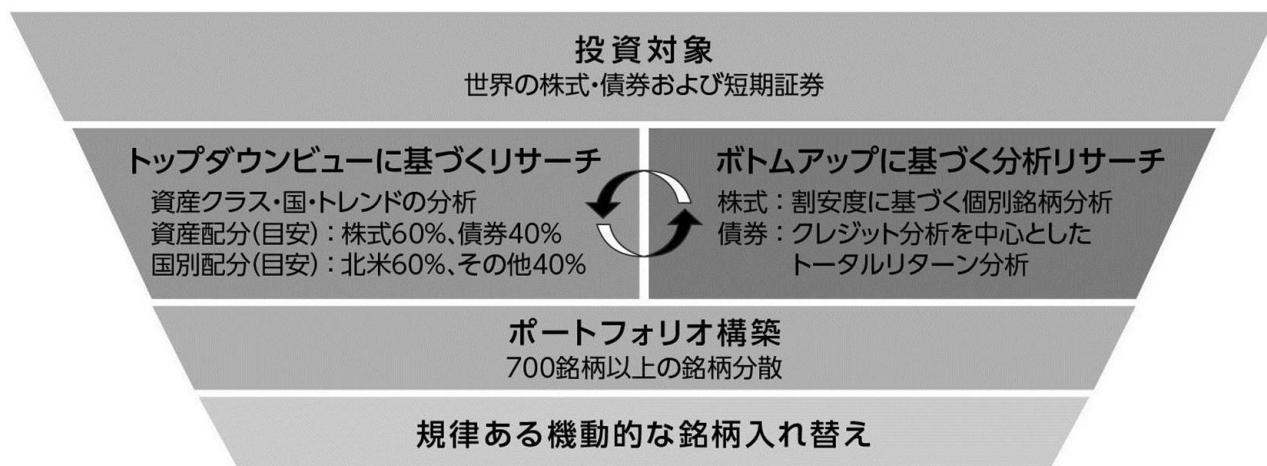 投資対象
世界の株式・債券および短期証券
トップダウンビューに基づくリサーチ
資産クラス・国・トレンドの分析
資産配分(目安)：株式60%、債券40%
国別配分(目安)：北米60%、その他40%
ボトムアップに基づく分析リサーチ
株式：割安度に基づく個別銘柄分析
債券：クレジット分析を中心とした
トータルリターン分析
ポートフォリオ構築
700銘柄以上の銘柄分散
規律ある機動的な銘柄入れ替え